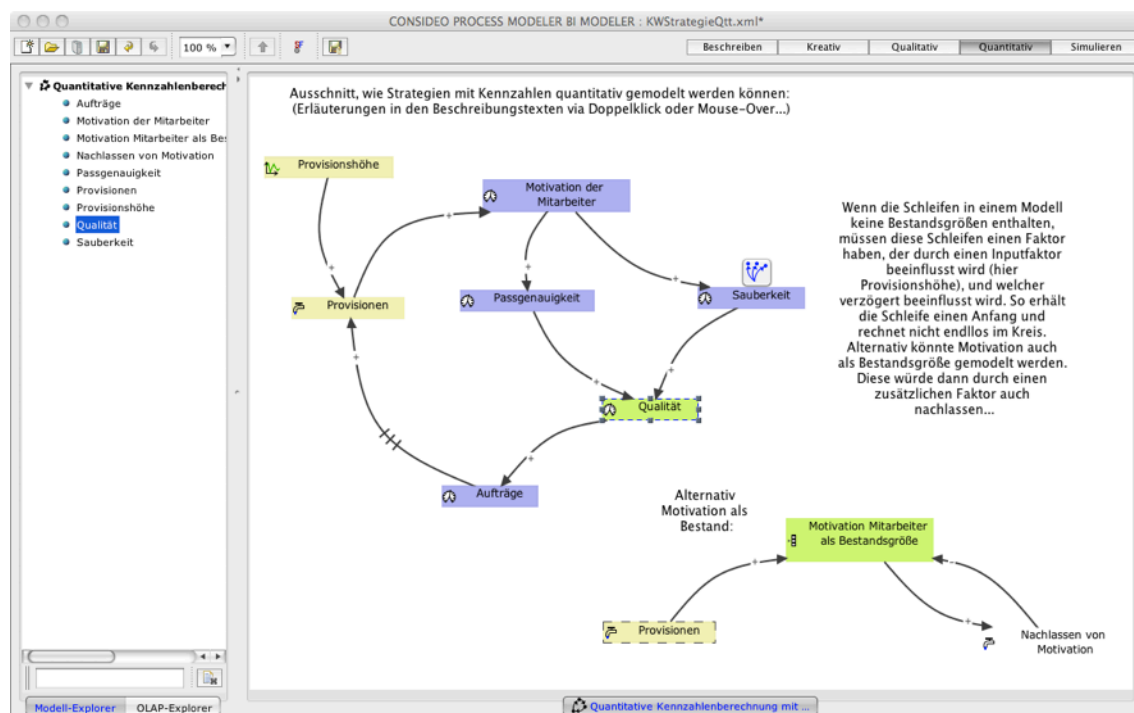 CONSIDEO PROCESS MODELER BI MODELER : KWStrategieQtt.xml*
100 %
Beschreiben
Kreativ
Qualitativ
Quantitativ
Simulieren
Quantitative Kennzahlenberech
Aufträge
Motivation der Mitarbeiter
Motivation Mitarbeiter als Bes
Nachlassen von Motivation
Passgenauigkeit
Provisionen
Provisionshöhe
Qualität
Sauberkeit
Modell-Explorer
OLAP-Explorer
Ausschnitt, wie Strategien mit Kennzahlen quantitativ gemodelt werden können:
(Erläuterungen in den Beschreibungstexten via Doppelklick oder Mouse-Over...)
Provisionshöhe
+
Motivation der
Mitarbeiter
+
+
+
Provisionen
Passgenauigkeit
Sauberkeit
+
+
+
Qualität
+
Aufträge
Wenn die Schleifen in einem Modell
keine Bestandsgrößen enthalten,
müssen diese Schleifen einen Faktor
haben, der durch einen Inputfaktor
beeinflusst wird (hier
Provisionshöhe), und welcher
verzögert beeinflusst wird. So erhält
die Schleife einen Anfang und
rechnet nicht endllos im Kreis.
Alternativ könnte Motivation auch
als Bestandsgröße gemodelt werden.
Diese würde dann durch einen
zusätzlichen Faktor auch
nachlassen...
Alternativ
Motivation als
Bestand:
Motivation Mitarbeiter
als Bestandsgröße
+
-
+
Provisionen
Nachlassen von
Motivation
Quantitative Kennzahlenberechnung mit ...